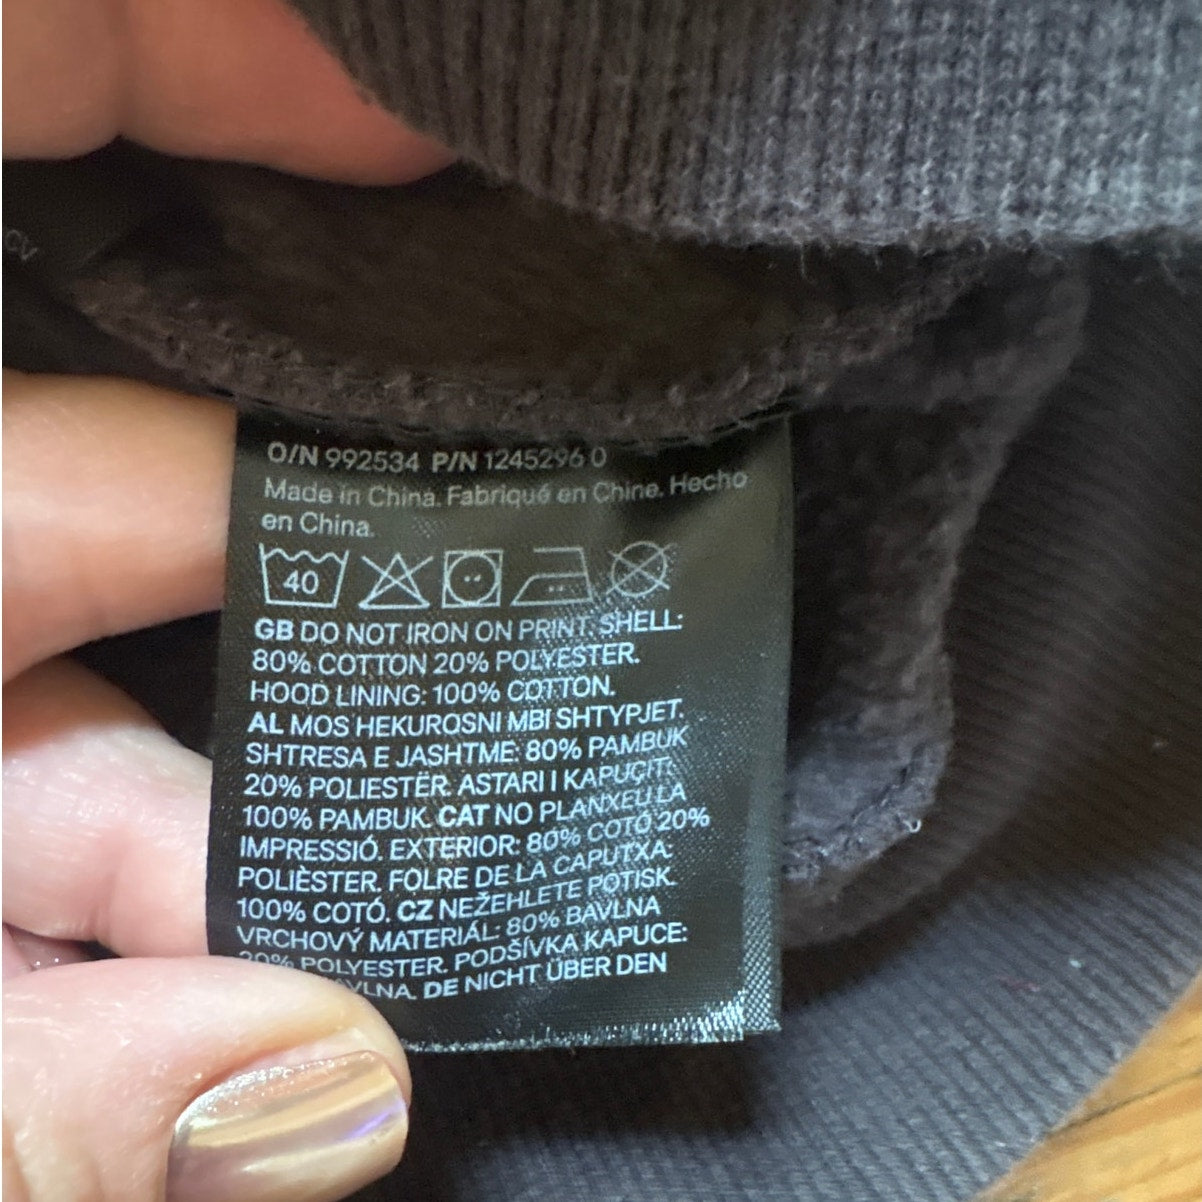 O/N 992534 P/N 1245296 0
Made in China. Fabriqué en Chine. Hecho
en China.
40
GB DO NOT IRON ON PRINT. SHELL:
80% COTTON 20% POLYESTER.
HOOD LINING: 100% COTTON.
AL MOS HEKUROSNI MBI SHTYPJET.
SHTRESA E JASHTME: 80% PAMBUK
20% POLIESTËR. ASTARI I KAPUÇIT:
100% PAMBUK. CAT NO PLANXEU LA
IMPRESSIÓ. EXTERIOR: 80% COTÓ 20%
POLIÈSTER. FOLRE DE LA CAPUTXA:
100% COTÓ. CZ NEŽEHLETE POTISK.
VRCHOVÝ MATERIÁL: 80% BAVLNA
20% POLYESTER. PODŠÍVKA KAPUCE:
VLNA. DE NICHT ÜBER DEN